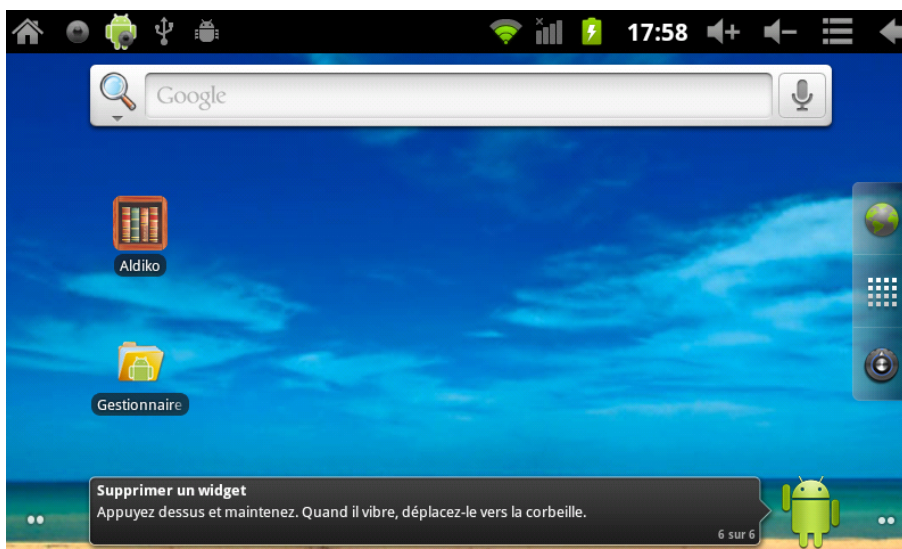 17:58
Google
Aldiko
Gestionnaire
Supprimer un widget
Appuyez dessus et maintenez. Quand il vibre, déplacez-le vers la corbeille.
6 sur 6